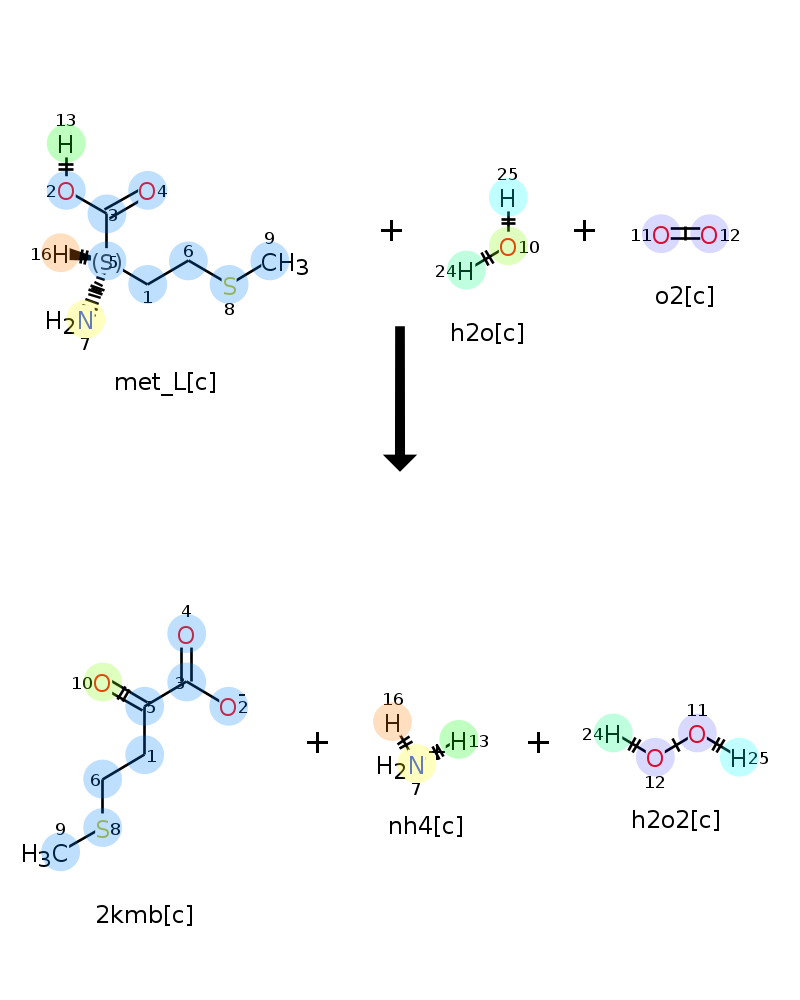 13
H
2O O4
3
16H (S5) 6 9
CH3
1 S
8
H2N
7
met_L[c]
+
25
H
O10
24H
h2o[c]
+
11O O12
o2[c]
4
O
10O 3
5 O-2
1
6
9 S8
H3C
2kmb[c]
+
16
H H13
H2N
7
nh4[c]
+
11
24H O
O H25
12
h2o2[c]